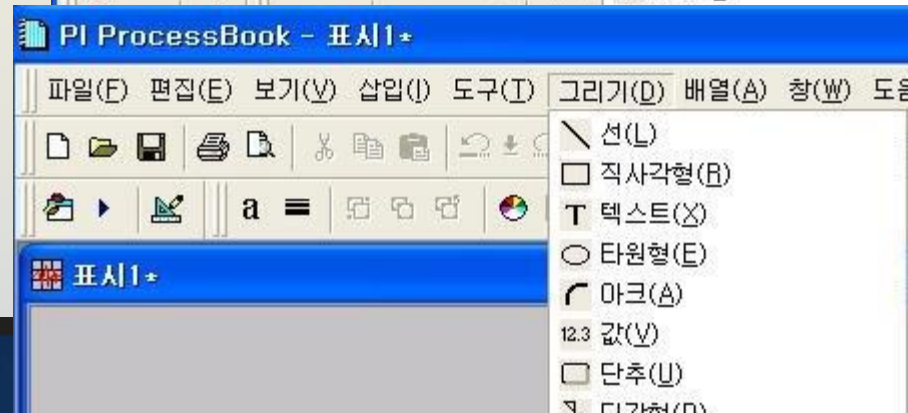 PI ProcessBook - 표시1*
파일(F) 편집(E) 보기(V) 삽입(I) 도구(T) 그리기(D) 배열(A) 창(W)
선(L)
직사각형(R)
T 텍스트(X)
a
타원형(E)
표시1*
아크(A)
12.3 값(V)
단추(U)